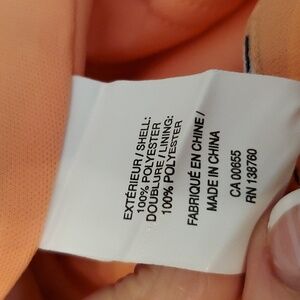 EXTÉRIEUR / SHELL:
100% POLYESTER
DOUBLURE / LINING:
100% POLYESTER
FABRIQUÉ EN CHINE /
MADE IN CHINA
CA 00655
RN 138760